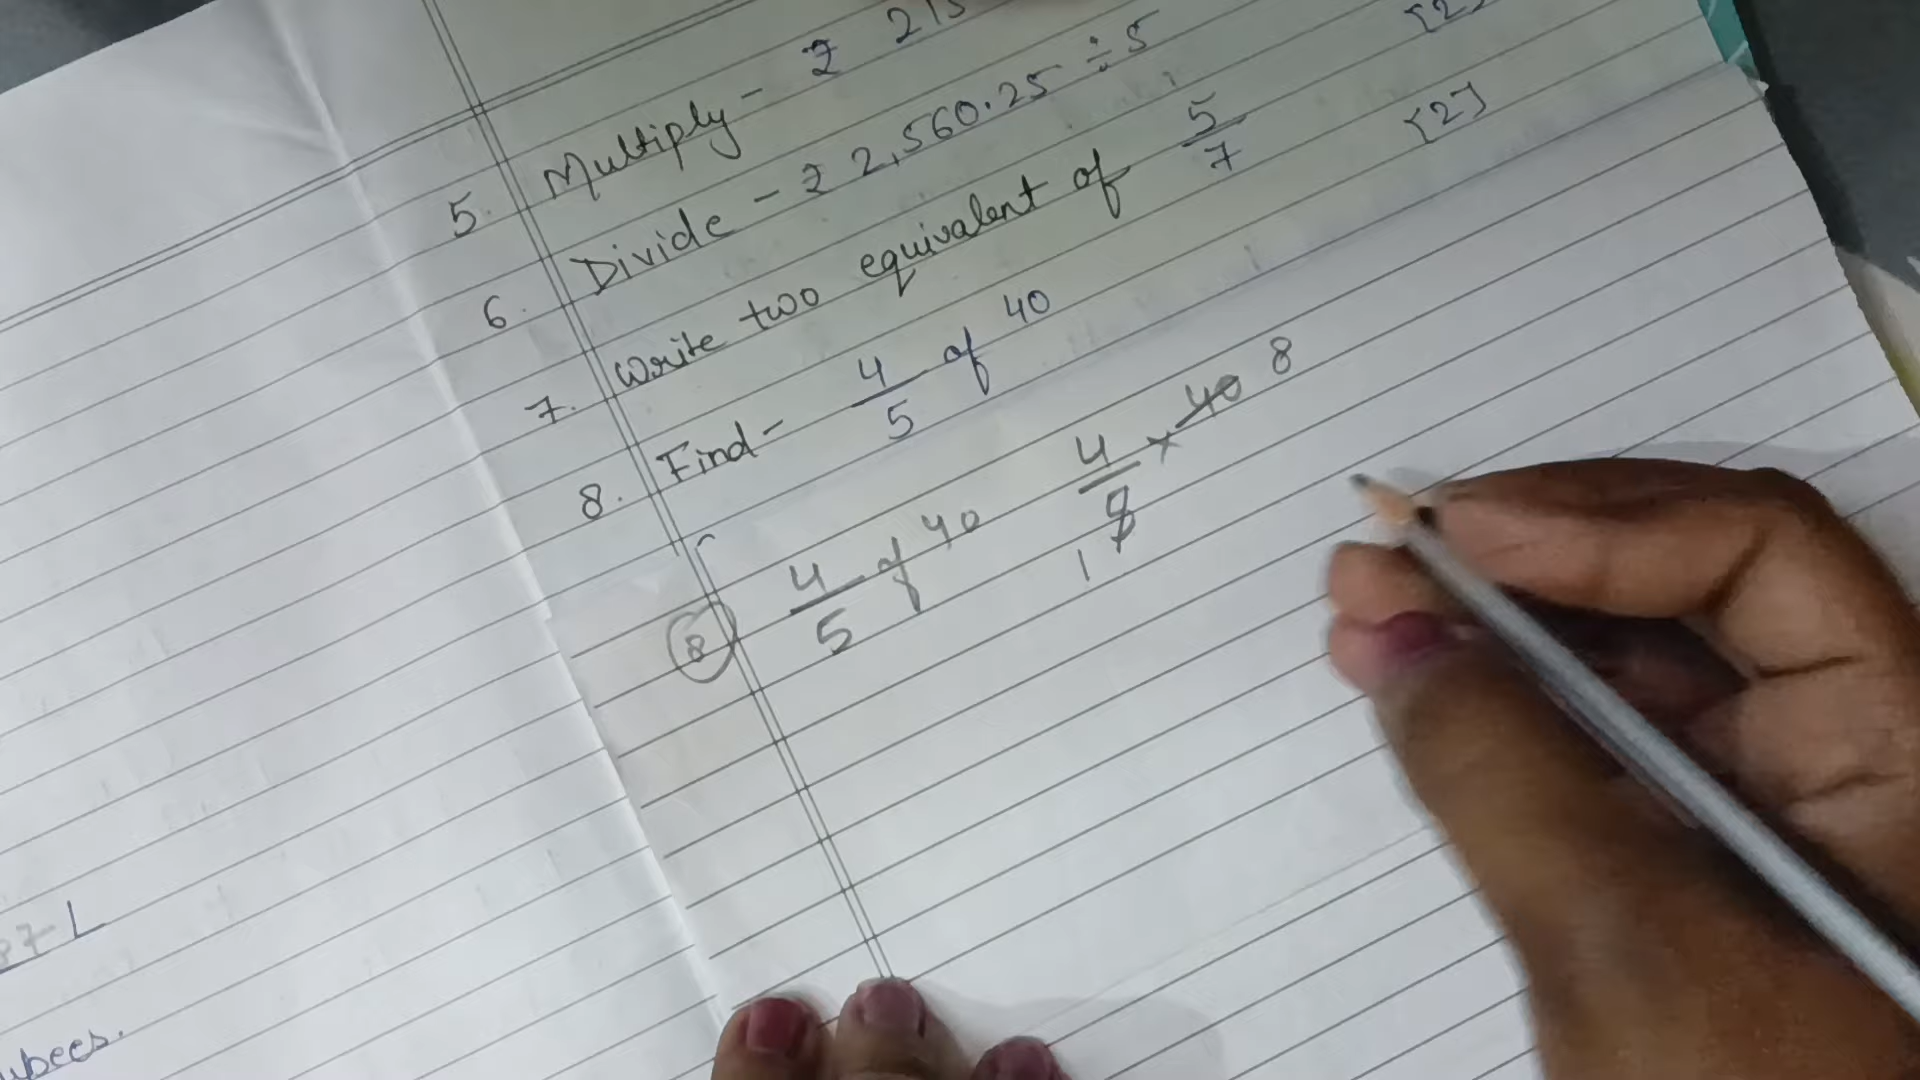 5. Multiply - ₹ 215
6. Divide - ₹ 2,560.25 ÷ 5 [2]
7. Write two equivalent of 5/7 [2]
8. Find - 4/5 of 40
8 4/5 of 40 4/5 × 40 8
1
87 L